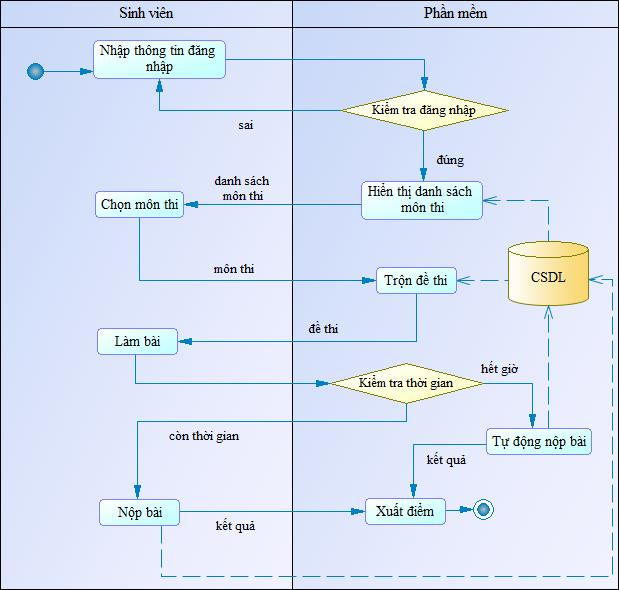 Sinh viên
Phần mềm
Nhập thông tin đăng
nhập
Kiểm tra đăng nhập
sai
đúng
danh sách
môn thi
Hiển thị danh sách
môn thi
Chọn môn thi
môn thi
Trộn đề thi
CSDL
đề thi
Làm bài
hết giờ
Kiểm tra thời gian
còn thời gian
Tự động nộp bài
kết quả
Nộp bài
kết quả
Xuất điểm